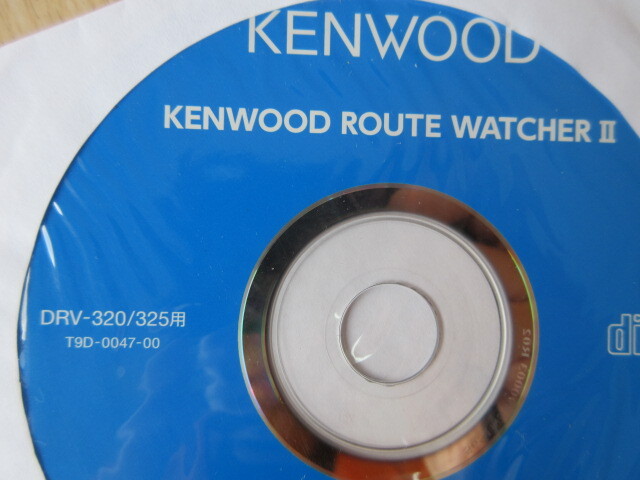 KENWOOD
KENWOOD ROUTE WATCHER II
DRV-320/325用
T9D-0047-00